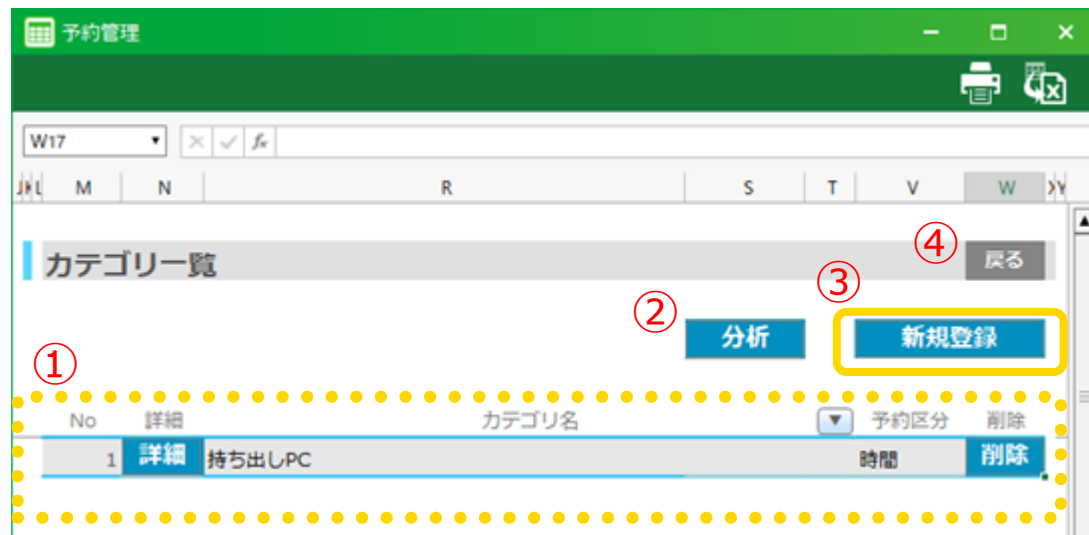 予約管理
W17 fx
J K L M N R S T V W X Y
④
カテゴリ一覧 戻る
③
② 分析 新規登録
①
No 詳細 カテゴリ名 ▼ 予約区分 削除
1 詳細 持ち出しPC 時間 削除